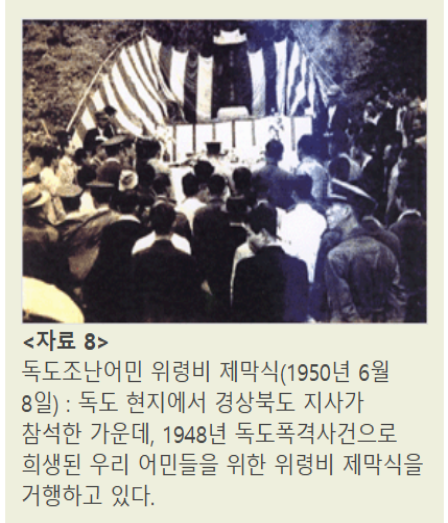 <자료 8>
독도조난어민 위령비 제막식(1950년 6월
8일) : 독도 현지에서 경상북도 지사가
참석한 가운데, 1948년 독도폭격사건으로
희생된 우리 어민들을 위한 위령비 제막식을
거행하고 있다.